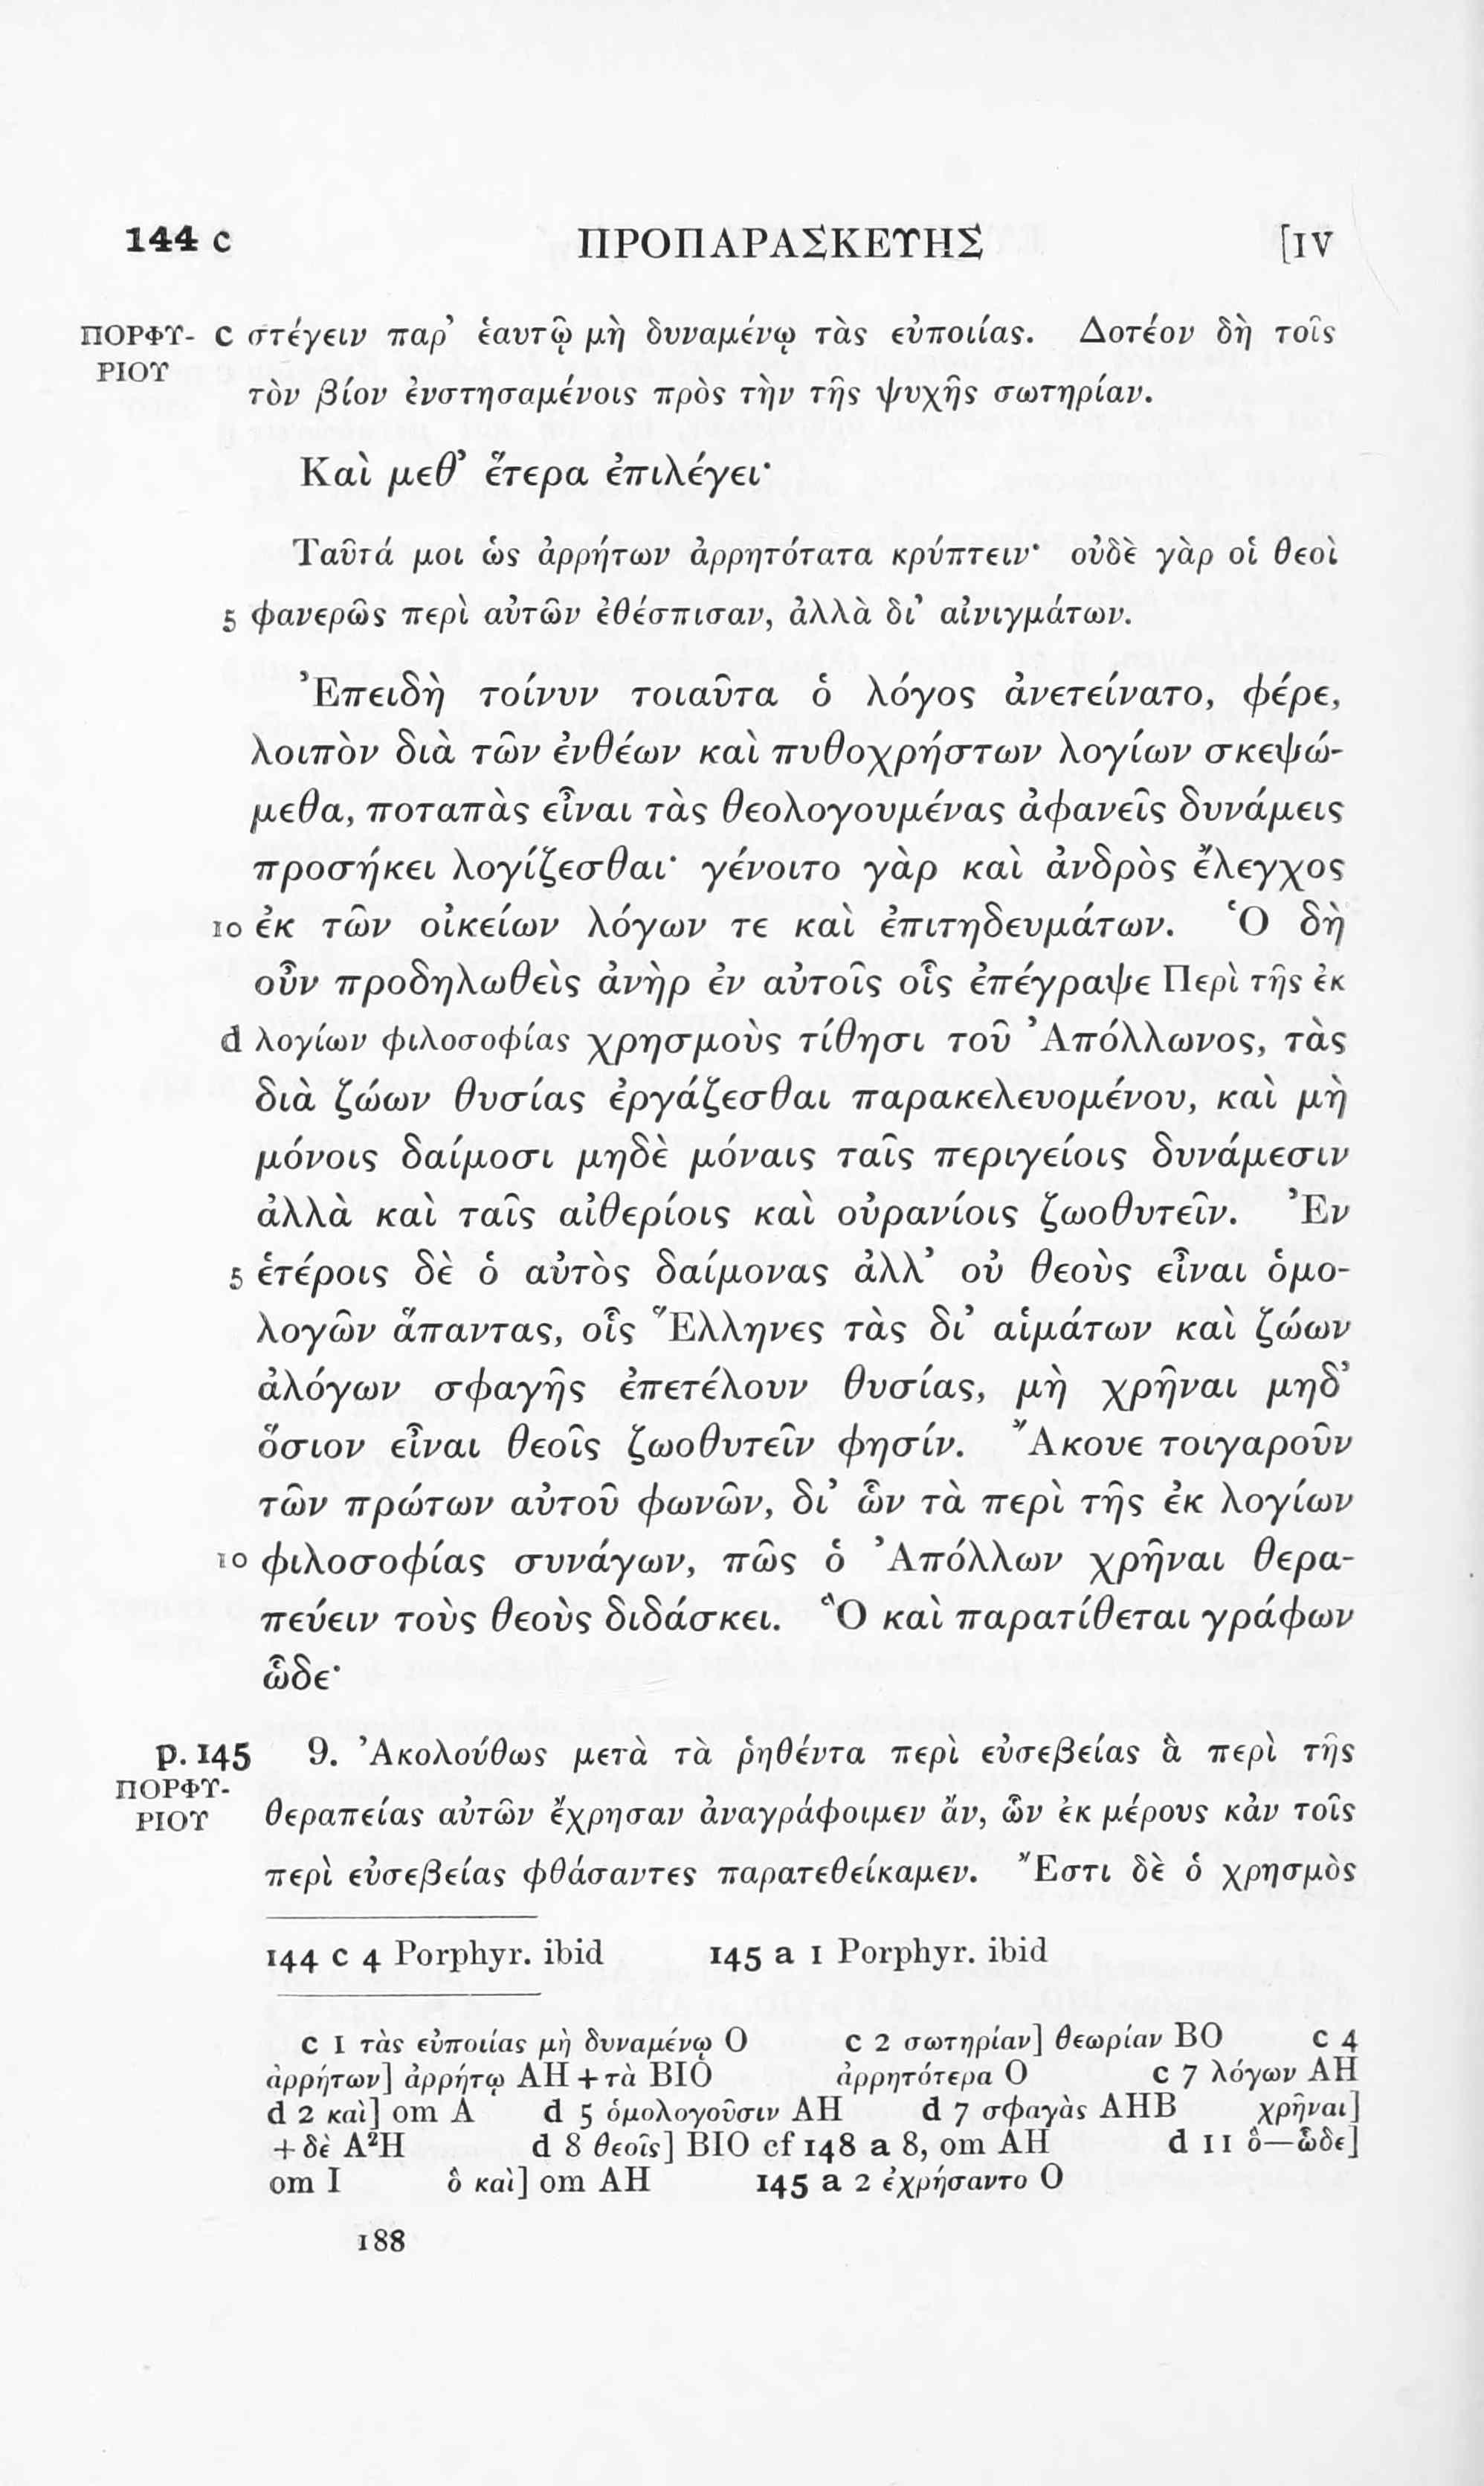 144 c ΠΡΟΠΑΡΑΣΚΕΥΗΣ [IV
ΠΟΡΦΥ- c στέγειν παρ’ ἑαυτῷ μὴ δυναμένῳ τὰς εὐποιίας. Δοτέον δὴ τοῖς
ΡΙΟΥ τὸν βίον ἐνστησαμένοις πρὸς τὴν τῆς ψυχῆς σωτηρίαν.
Καὶ μεθ’ ἕτερα ἐπιλέγει·
Ταῦτά μοι ὡς ἀρρήτων ἀρρητότατα κρύπτειν· οὐδὲ γὰρ οἱ θεοὶ
5 φανερῶς περὶ αὐτῶν ἐθέσπισαν, ἀλλὰ δι’ αἰνιγμάτων.
Ἐπειδὴ τοίνυν τοιαῦτα ὁ λόγος ἀνετείνατο, φέρε,
λοιπὸν διὰ τῶν ἐνθέων καὶ πυθοχρήστων λογίων σκεψώ-
μεθα, ποταπὰς εἶναι τὰς θεολογουμένας ἀφανεῖς δυνάμεις
προσήκει λογίζεσθαι· γένοιτο γὰρ καὶ ἀνδρὸς ἔλεγχος
10 ἐκ τῶν οἰκείων λόγων τε καὶ ἐπιτηδευμάτων. Ὁ δὴ
οὖν προδηλωθεὶς ἀνὴρ ἐν αὐτοῖς οἷς ἐπέγραψε Περὶ τῆς ἐκ
d λογίων φιλοσοφίας χρησμοὺς τίθησι τοῦ Ἀπόλλωνος, τὰς
διὰ ζώων θυσίας ἐργάζεσθαι παρακελευομένου, καὶ μὴ
μόνοις δαίμοσι μηδὲ μόναις ταῖς περιγείοις δυνάμεσιν
ἀλλὰ καὶ ταῖς αἰθερίοις καὶ οὐρανίοις ζωοθυτεῖν. Ἐν
5 ἑτέροις δὲ ὁ αὐτὸς δαίμονας ἀλλ’ οὐ θεοὺς εἶναι ὁμο-
λογῶν ἅπαντας, οἷς Ἕλληνες τὰς δι’ αἱμάτων καὶ ζώων
ἀλόγων σφαγῆς ἐπετέλουν θυσίας, μὴ χρῆναι μηδ’
ὅσιον εἶναι θεοῖς ζωοθυτεῖν φησίν. Ἄκουε τοιγαροῦν
τῶν πρώτων αὐτοῦ φωνῶν, δι’ ὧν τὰ περὶ τῆς ἐκ λογίων
10 φιλοσοφίας συνάγων, πῶς ὁ Ἀπόλλων χρῆναι θερα-
πεύειν τοὺς θεοὺς διδάσκει. Ὃ καὶ παρατίθεται γράφων
ὧδε·
p. 145 9. Ἀκολούθως μετὰ τὰ ῥηθέντα περὶ εὐσεβείας ἃ περὶ τῆς
ΠΟΡΦΥ-
ΡΙΟΥ θεραπείας αὐτῶν ἔχρησαν ἀναγράφοιμεν ἄν, ὧν ἐκ μέρους κἀν τοῖς
περὶ εὐσεβείας φθάσαντες παρατεθείκαμεν. Ἔστι δὲ ὁ χρησμὸς
144 c 4 Porphyr. ibid 145 a 1 Porphyr. ibid
c 1 τὰς εὐποιίας μὴ δυναμένῳ O c 2 σωτηρίαν] θεωρίαν BO c 4
ἀρρήτων] ἀρρήτῳ AH + τὰ BIO ἀρρητότερα O c 7 λόγων AH
d 2 καὶ] om A d 5 ὁμολογοῦσιν AH d 7 σφαγὰς AHB χρῆναι]
+ δὲ A²H d 8 θεοῖς] BIO cf 148 a 8, om AH d 11 ὃ—ὧδε]
om I ὃ καὶ] om AH 145 a 2 ἐχρήσαντο O
188